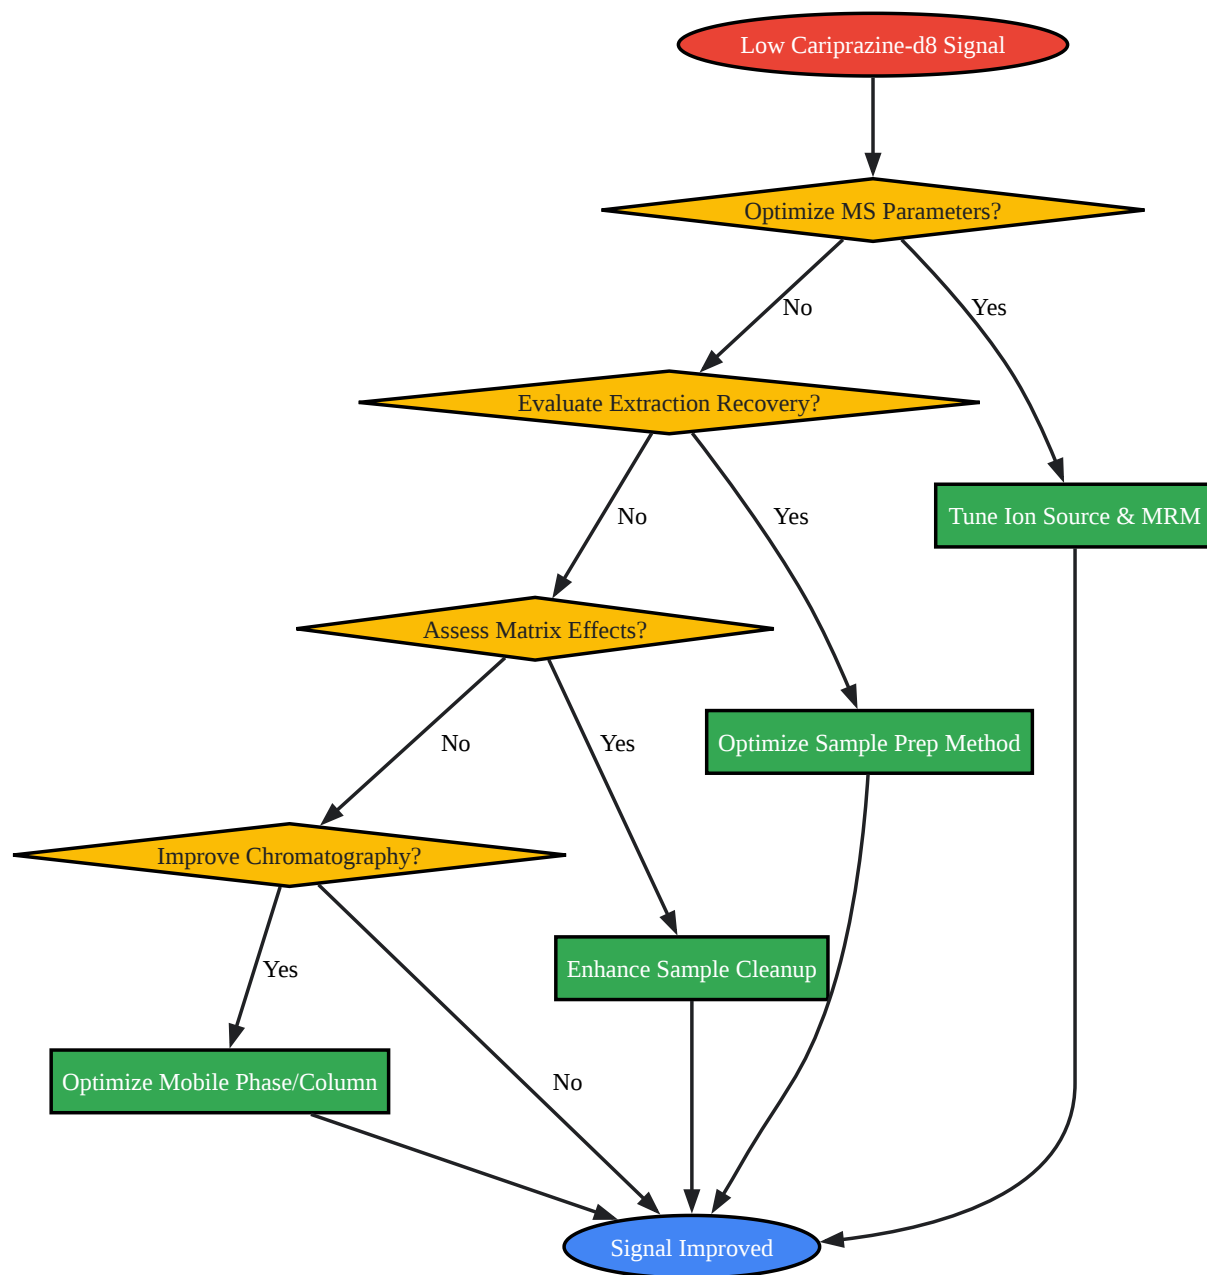 Low Cariprazine-d8 Signal
Optimize MS Parameters?
No
Yes
Evaluate Extraction Recovery?
No
Yes
Tune Ion Source & MRM
Assess Matrix Effects?
No
Yes
Optimize Sample Prep Method
Improve Chromatography?
Yes
Enhance Sample Cleanup
Optimize Mobile Phase/Column
No
Signal Improved